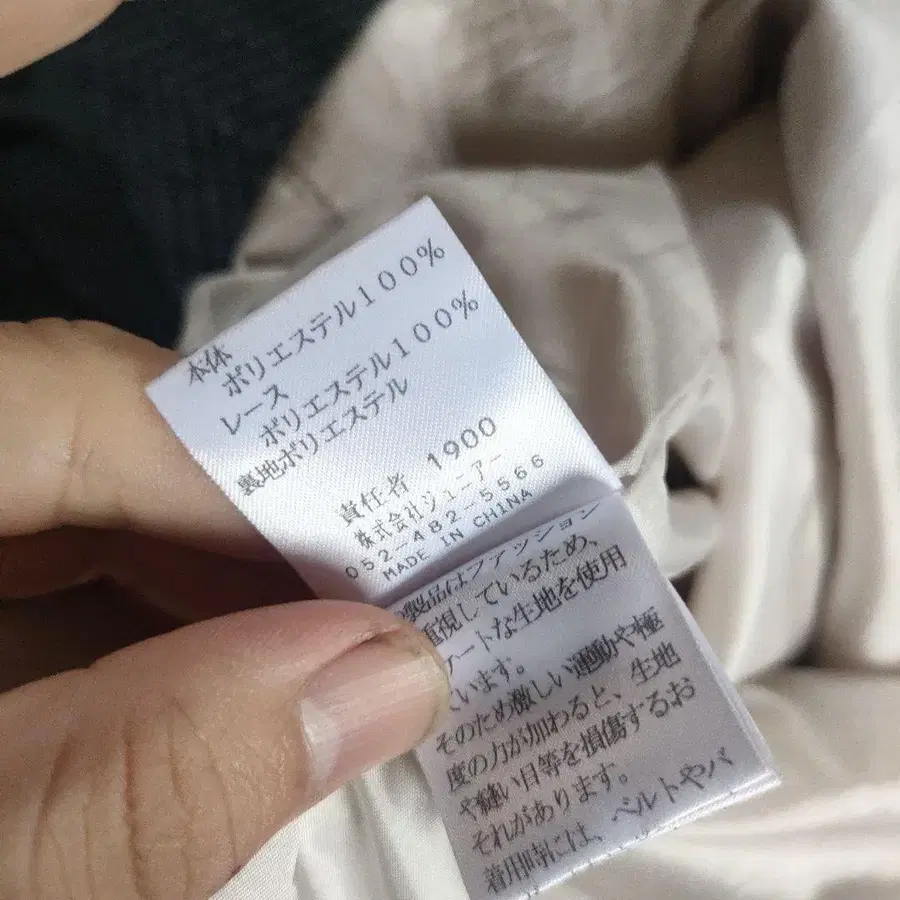 本体
ポリエステル100%
レース
ポリエステル100%
裏地ポリエステル
責任者 1900
株式会社ジューアー
052-482-5566
MADE IN CHINA
製品はファッション
重視しているため、
ケートな生地を使用
います。
そのため激しい運動や極
度の力が加わると、生地
や縫い目等を損傷するお
それがあります。
着用時には、ベルトやバ